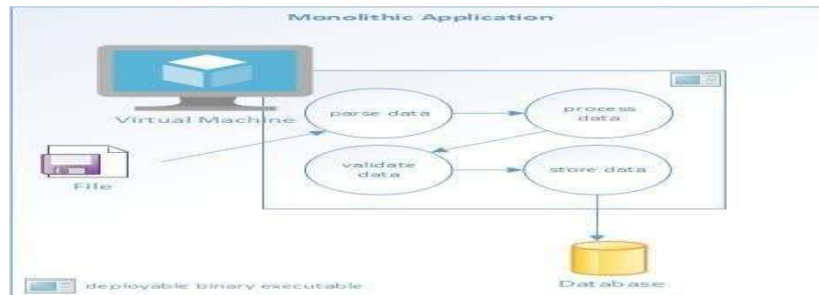 Monolithic Application
Virtual Machine
parse data
process
data
validate
data
store data
File
Database
deployable binary executable